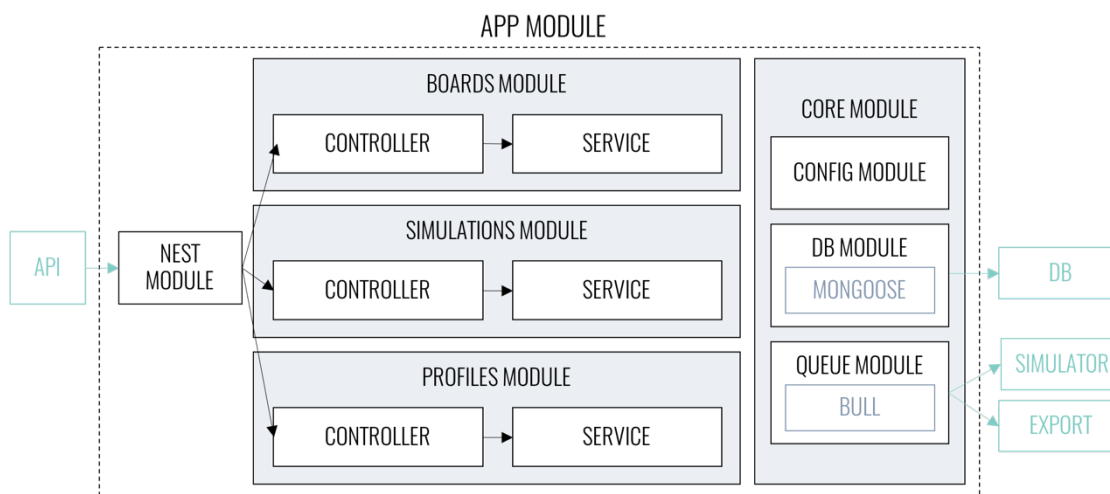 APP MODULE
BOARDS MODULE
CONTROLLER
SERVICE
SIMULATIONS MODULE
CONTROLLER
SERVICE
PROFILES MODULE
CONTROLLER
SERVICE
API
NEST
MODULE
CORE MODULE
CONFIG MODULE
DB MODULE
MONGOOSE
QUEUE MODULE
BULL
DB
SIMULATOR
EXPORT